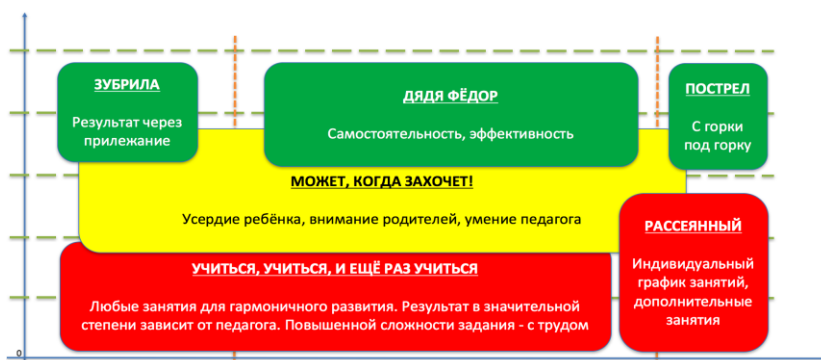 ЗУБРИЛА
Результат через
прилежание
ДЯДЯ ФЁДОР
Самостоятельность, эффективность
ПОСТРЕЛ
С горки
под горку
МОЖЕТ, КОГДА ЗАХОЧЕТ!
Усердие ребёнка, внимание родителей, умение педагога
РАССЕЯННЫЙ
Индивидуальный
график занятий,
дополнительные
занятия
УЧИТЬСЯ, УЧИТЬСЯ, И ЕЩЁ РАЗ УЧИТЬСЯ
Любые занятия для гармоничного развития. Результат в значительной
степени зависит от педагога. Повышенной сложности задания - с трудом
0